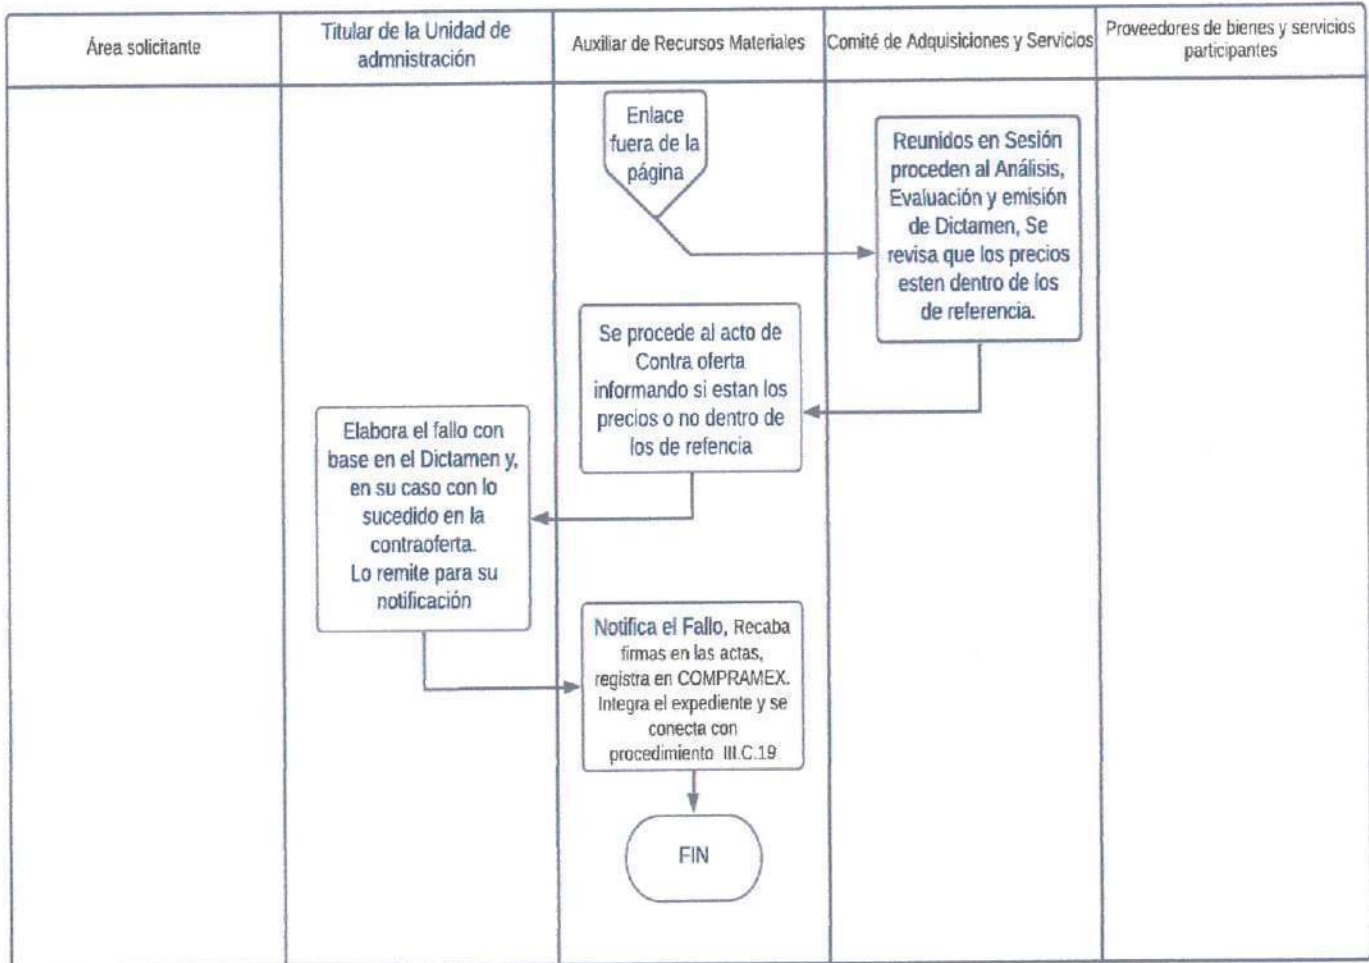 Área solicitante
Titular de la Unidad de
admnistración
Auxiliar de Recursos Materiales
Comité de Adquisiciones y Servicios
Proveedores de bienes y servicios
participantes
Enlace
fuera de la
página
Reunidos en Sesión
proceden al Análisis,
Evaluación y emisión
de Dictamen, Se
revisa que los precios
esten dentro de los
de referencia.
Se procede al acto de
Contra oferta
informando si estan los
precios o no dentro de
los de refencia
Elabora el fallo con
base en el Dictamen y,
en su caso con lo
sucedido en la
contraoferta.
Lo remite para su
notificación
Notifica el Fallo, Recaba
firmas en las actas,
registra en COMPRAMEX.
Integra el expediente y se
conecta con
procedimiento III.C.19
FIN